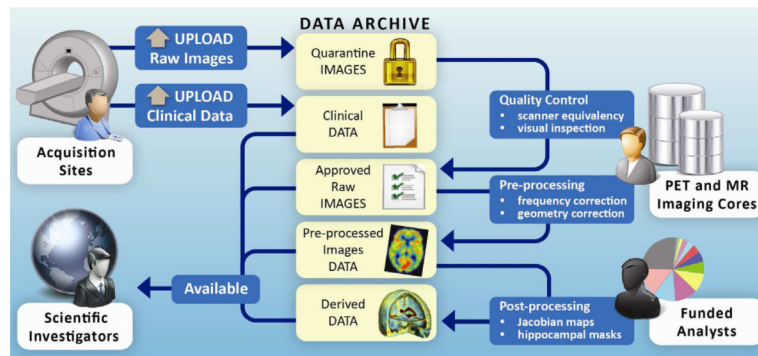 DATA ARCHIVE
UPLOAD
Raw Images
UPLOAD
Clinical Data
Acquisition
Sites
Quarantine
IMAGES
Clinical
DATA
Approved
Raw
IMAGES
Pre-processed
Images
DATA
Derived
DATA
Quality Control
• scanner equivalency
• visual inspection
Pre-processing
• frequency correction
• geometry correction
PET and MR
Imaging Cores
Post-processing
• Jacobian maps
• hippocampal masks
Funded
Analysts
Available
Scientific
Investigators